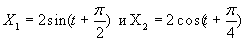 X₁ = 2sin(t + π/2) и X₂ = 2cos(t + π/4)